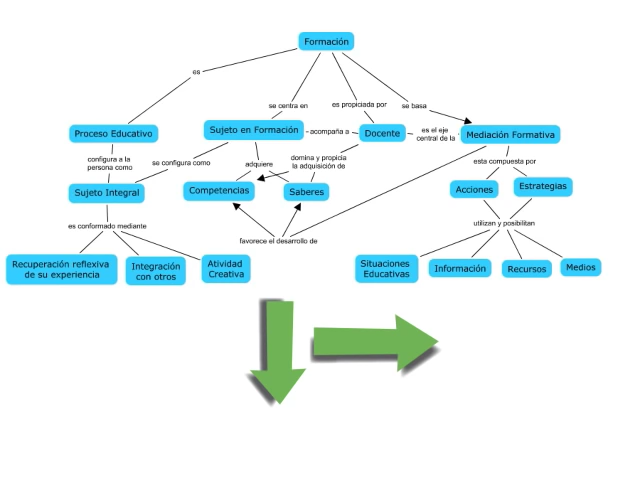 Formación
es
se centra en
es propiciada por
se basa
Proceso Educativo
Sujeto en Formación
acompaña a
Docente
es el eje
central de la
Mediación Formativa
configura a la
persona como
se configura como
adquiere
domina y propicia
la adquisición de
esta compuesta por
Sujeto Integral
Competencias
Saberes
Acciones
Estrategias
es conformado mediante
favorece el desarrollo de
utilizan y posibilitan
Recuperación reflexiva
de su experiencia
Integración
con otros
Atividad
Creativa
Situaciones
Educativas
Información
Recursos
Medios